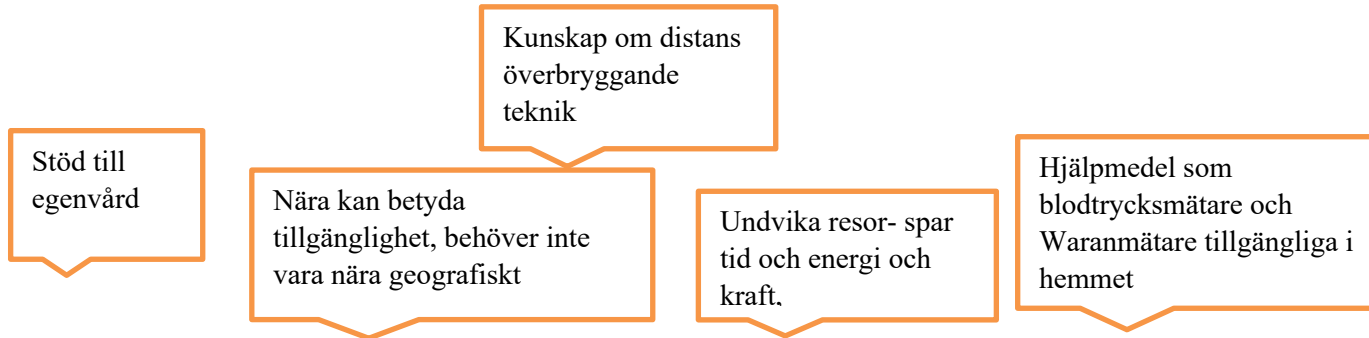 Kunskap om distans
överbryggande
teknik
Stöd till
egenvård
Nära kan betyda
tillgänglighet, behöver inte
vara nära geografiskt
Undvika resor- spar
tid och energi och
kraft,
Hjälpmedel som
blodtrycksmätare och
Waranmätare tillgängliga i
hemmet